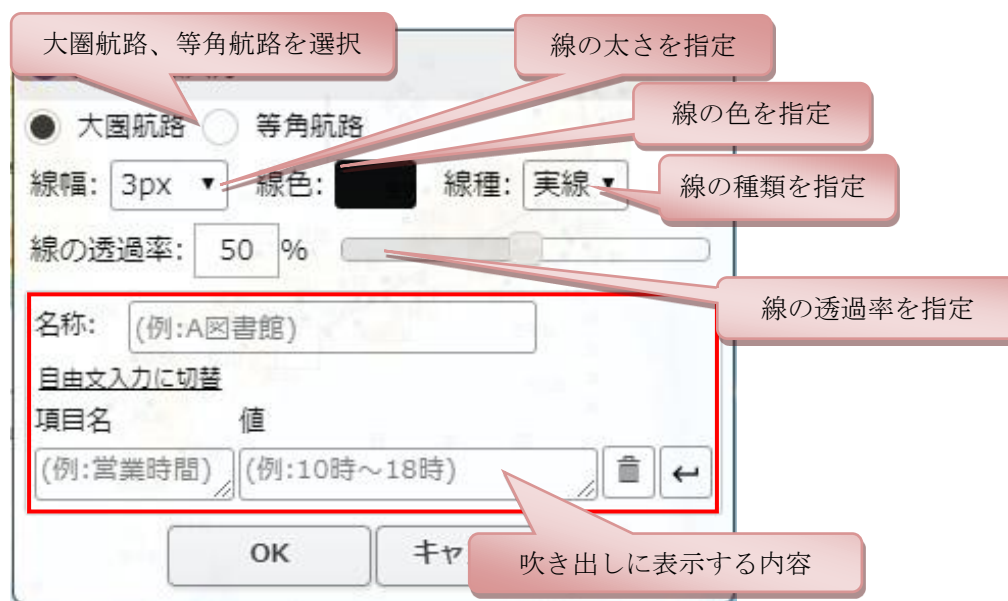 大圏航路、等角航路を選択
線の太さを指定
大圏航路 等角航路
線の色を指定
線幅: 3px 線色: 線種: 実線
線の種類を指定
線の透過率: 50 %
線の透過率を指定
名称: (例:A図書館)
自由文入力に切替
項目名 値
(例:営業時間) (例:10時～18時)
OK キャ
吹き出しに表示する内容